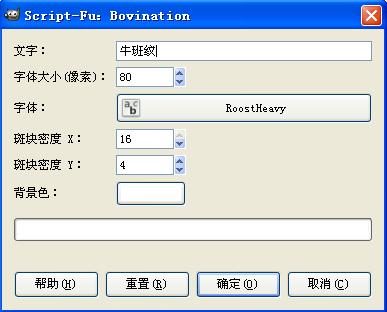 Script-Fu: Bovination
文字：
牛班纹
字体大小(像素)：
80
字体：
abc
RoostHeavy
斑块密度 X：
16
斑块密度 Y：
4
背景色：
帮助(H) 重置(R) 确定(O) 取消(C)